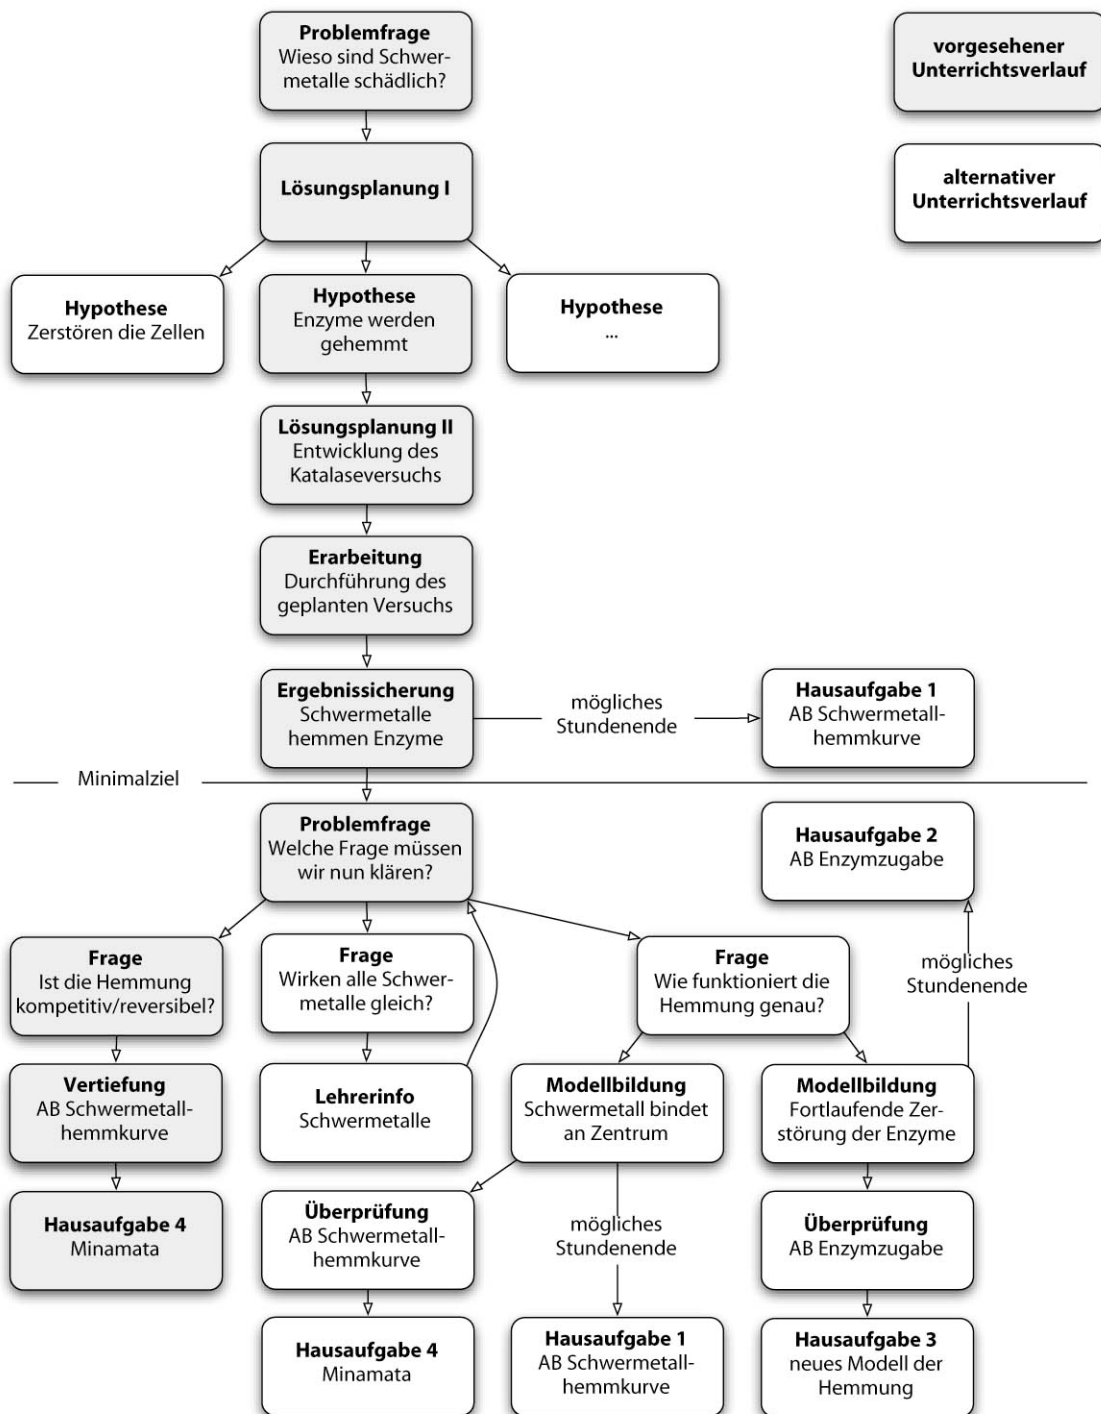 Problemfrage
Wieso sind Schwer-
metalle schädlich?
vorgesehener
Unterrichtsverlauf
Lösungsplanung I
alternativer
Unterrichtsverlauf
Hypothese
Zerstören die Zellen
Hypothese
Enzyme werden
gehemmt
Hypothese
...
Lösungsplanung II
Entwicklung des
Katalaseversuchs
Erarbeitung
Durchführung des
geplanten Versuchs
Ergebnissicherung
Schwermetalle
hemmen Enzyme
mögliches
Stundenende
Hausaufgabe 1
AB Schwermetall-
hemmkurve
Minimalziel
Problemfrage
Welche Frage müssen
wir nun klären?
Hausaufgabe 2
AB Enzymzugabe
Frage
Ist die Hemmung
kompetitiv/reversibel?
Frage
Wirken alle Schwer-
metalle gleich?
Frage
Wie funktioniert die
Hemmung genau?
mögliches
Stundenende
Vertiefung
AB Schwermetall-
hemmkurve
Lehrerinfo
Schwermetalle
Modellbildung
Schwermetall bindet
an Zentrum
Modellbildung
Fortlaufende Zer-
störung der Enzyme
Hausaufgabe 4
Minamata
Überprüfung
AB Schwermetall-
hemmkurve
mögliches
Stundenende
Überprüfung
AB Enzymzugabe
Hausaufgabe 4
Minamata
Hausaufgabe 1
AB Schwermetall-
hemmkurve
Hausaufgabe 3
neues Modell der
Hemmung